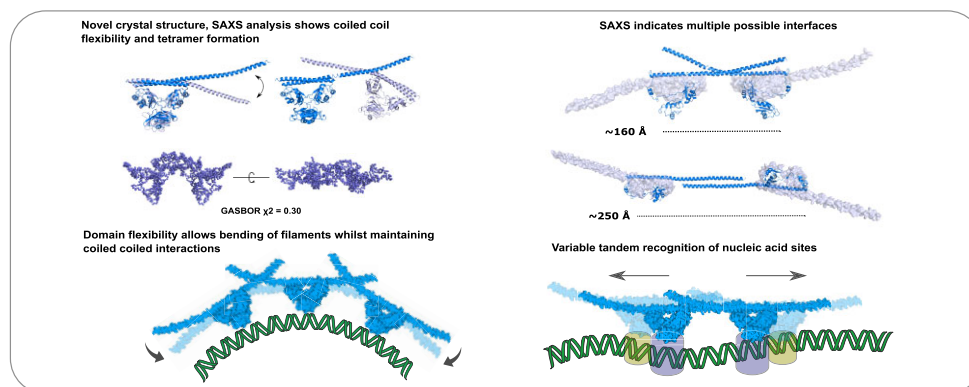 Novel crystal structure, SAXS analysis shows coiled coil
flexibility and tetramer formation
SAXS indicates multiple possible interfaces
~160 Å
GASBOR χ2 = 0.30
~250 Å
Domain flexibility allows bending of filaments whilst maintaining
coiled coiled interactions
Variable tandem recognition of nucleic acid sites